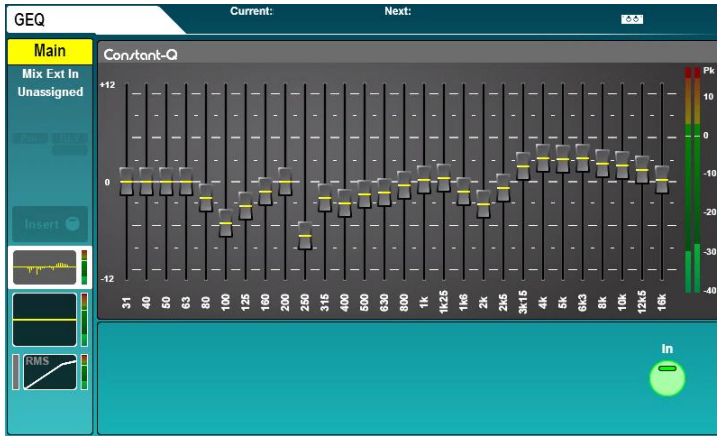 GEQ
Current:
Next:
Main
Mix Ext In
Unassigned
Insert
RMS
Constant-Q
+12
0
-12
31 40 50 63 80 100 125 160 200 250 315 400 500 630 800 1k 1k25 1k6 2k 2k5 3k15 4k 5k 6k3 8k 10k 12k5 16k
Pk
10
0
-10
-20
-30
-40
In